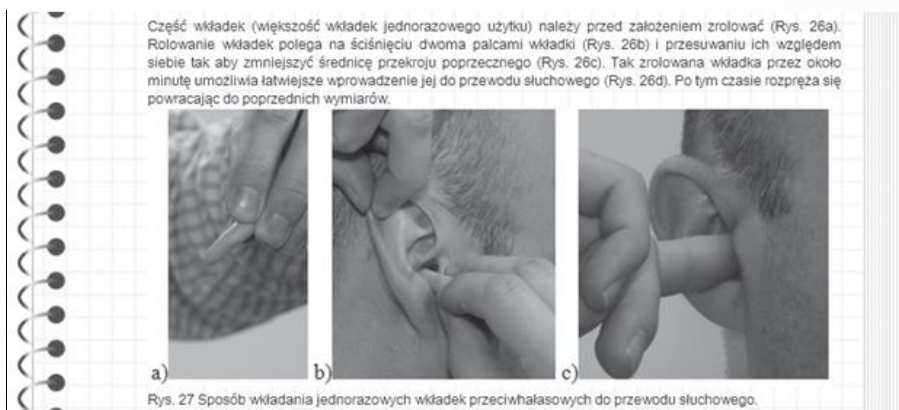 Część wkładek (większość wkładek jednorazowego użytku) należy przed założeniem zrolować (Rys. 26a).
Rolowanie wkładek polega na ściśnięciu dwoma palcami wkładki (Rys. 26b) i przesuwaniu ich względem
siebie tak aby zmniejszyć średnicę przekroju poprzecznego (Rys. 26c). Tak zrolowana wkładka przez około
minutę umożliwia łatwiejsze wprowadzenie jej do przewodu słuchowego (Rys. 26d). Po tym czasie rozpręża się
powracając do poprzednich wymiarów.
a) b) c)
Rys. 27 Sposób wkładania jednorazowych wkładek przeciwhałasowych do przewodu słuchowego.